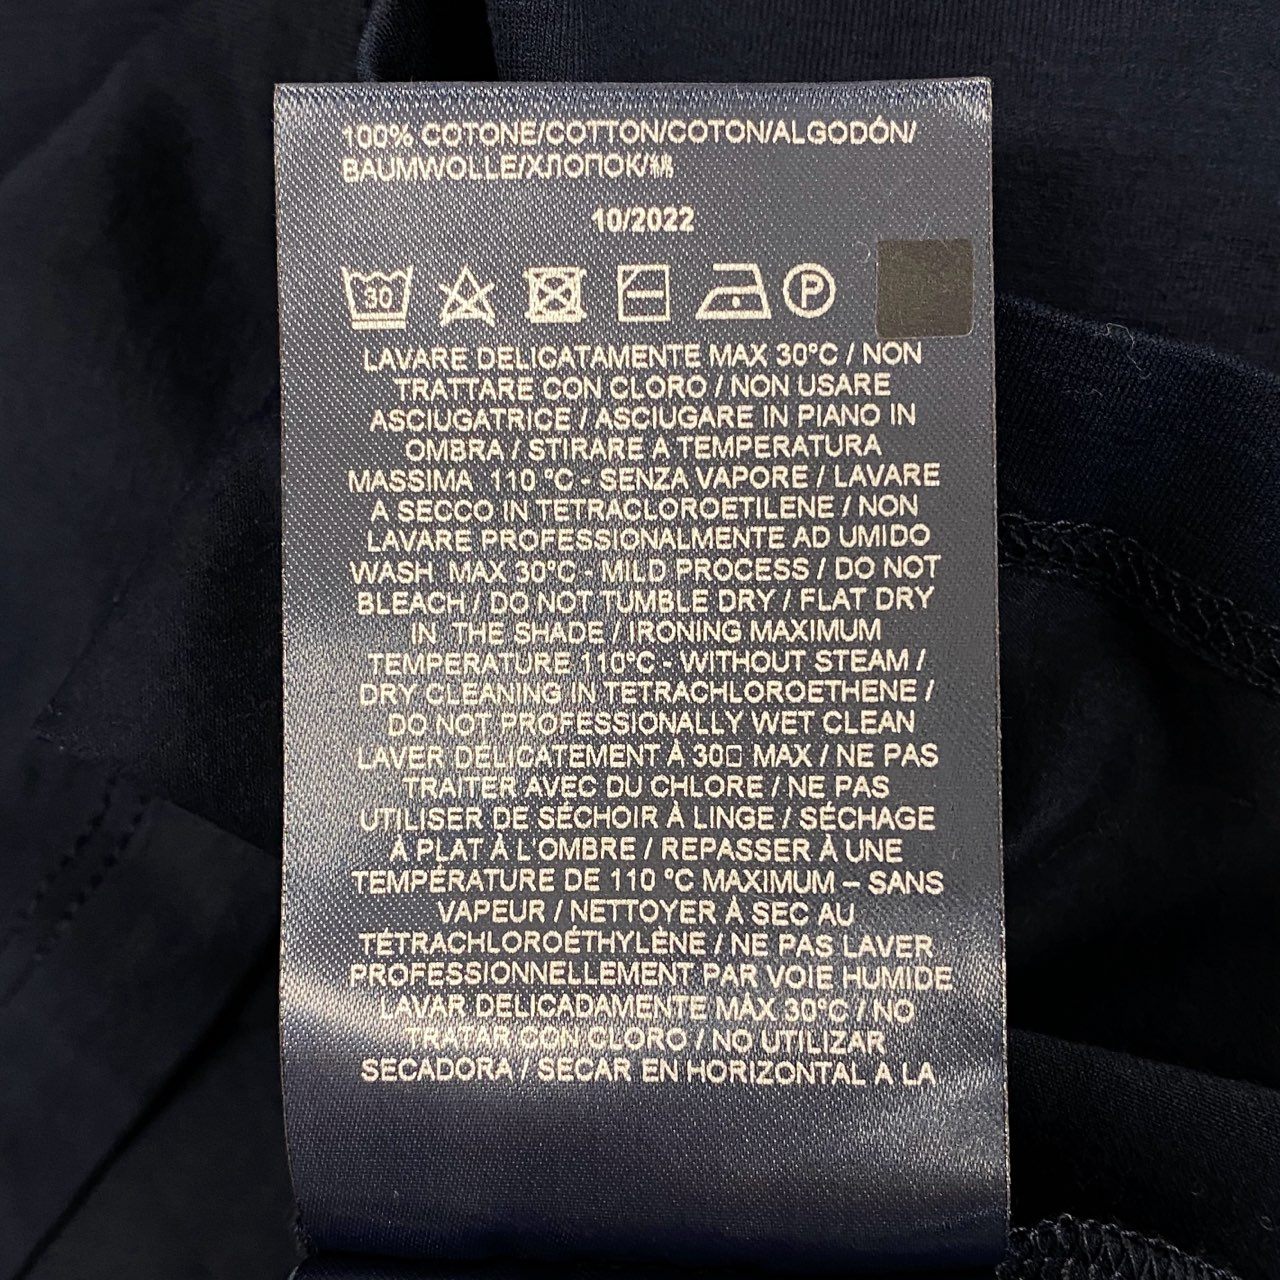 100% COTONE/COTTON/COTON/ALGODÓN/
BAUMWOLLE/ХЛОПОК/棉
10/2022
30 P
LAVARE DELICATAMENTE MAX 30°C / NON
TRATTARE CON CLORO / NON USARE
ASCIUGATRICE / ASCIUGARE IN PIANO IN
OMBRA / STIRARE A TEMPERATURA
MASSIMA 110 °C - SENZA VAPORE / LAVARE
A SECCO IN TETRACLOROETILENE / NON
LAVARE PROFESSIONALMENTE AD UMIDO
WASH MAX 30°C - MILD PROCESS / DO NOT
BLEACH / DO NOT TUMBLE DRY / FLAT DRY
IN THE SHADE / IRONING MAXIMUM
TEMPERATURE 110°C - WITHOUT STEAM /
DRY CLEANING IN TETRACHLOROETHENE /
DO NOT PROFESSIONALLY WET CLEAN
LAVER DÉLICATEMENT À 30□ MAX / NE PAS
TRAITER AVEC DU CHLORE / NE PAS
UTILISER DE SÉCHOIR À LINGE / SÉCHAGE
À PLAT À L'OMBRE / REPASSER À UNE
TEMPÉRATURE DE 110 °C MAXIMUM – SANS
VAPEUR / NETTOYER À SEC AU
TÉTRACHLOROÉTHYLÈNE / NE PAS LAVER
PROFESSIONNELLEMENT PAR VOIE HUMIDE
LAVAR DELICADAMENTE MÁX 30°C / NO
TRATAR CON CLORO / NO UTILIZAR
SECADORA / SECAR EN HORIZONTAL A LA